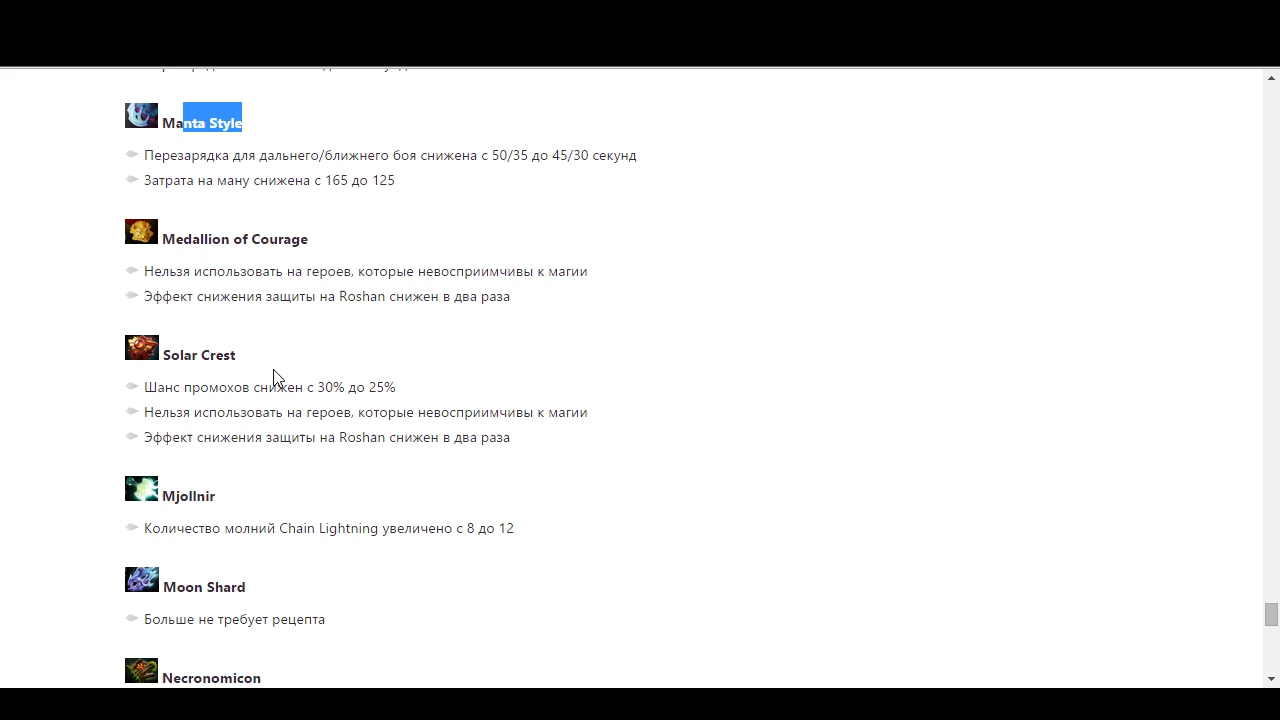 Manta Style
Перезарядка для дальнего/ближнего боя снижена с 50/35 до 45/30 секунд
Затрата на ману снижена с 165 до 125
Medallion of Courage
Нельзя использовать на героев, которые невосприимчивы к магии
Эффект снижения защиты на Roshan снижен в два раза
Solar Crest
Шанс промохов снижен с 30% до 25%
Нельзя использовать на героев, которые невосприимчивы к магии
Эффект снижения защиты на Roshan снижен в два раза
Mjollnir
Количество молний Chain Lightning увеличено с 8 до 12
Moon Shard
Больше не требует рецепта
Necronomicon